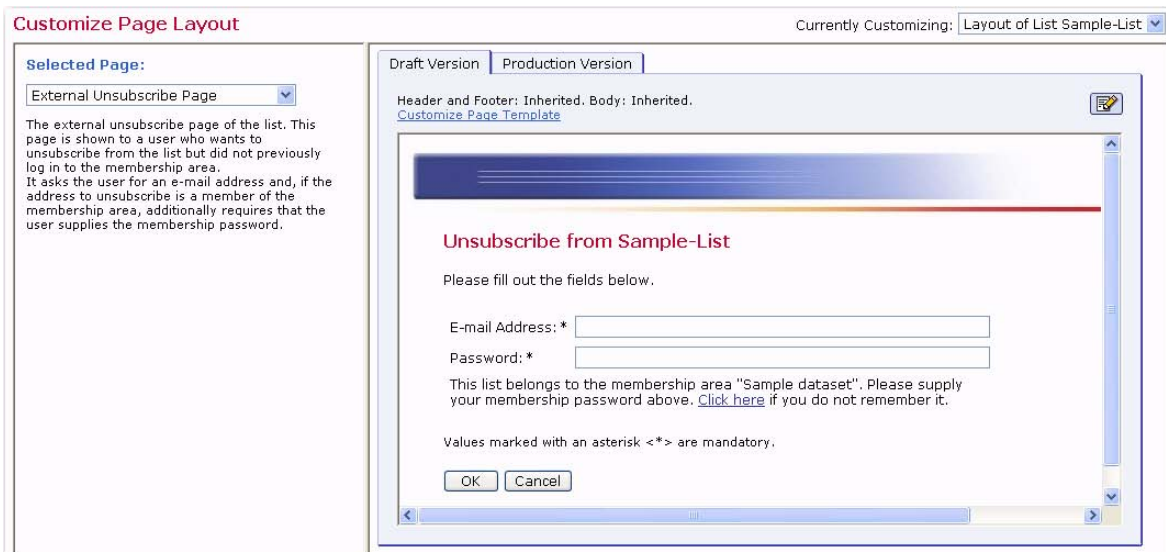 Customize Page Layout
Currently Customizing: Layout of List Sample-List
Selected Page:
External Unsubscribe Page
The external unsubscribe page of the list. This
page is shown to a user who wants to
unsubscribe from the list but did not previously
log in to the membership area.
It asks the user for an e-mail address and, if the
address to unsubscribe is a member of the
membership area, additionally requires that the
user supplies the membership password.
Draft Version
Production Version
Header and Footer: Inherited. Body: Inherited.
Customize Page Template
Unsubscribe from Sample-List
Please fill out the fields below.
E-mail Address: *
Password: *
This list belongs to the membership area "Sample dataset". Please supply
your membership password above. Click here if you do not remember it.
Values marked with an asterisk <*> are mandatory.
OK
Cancel